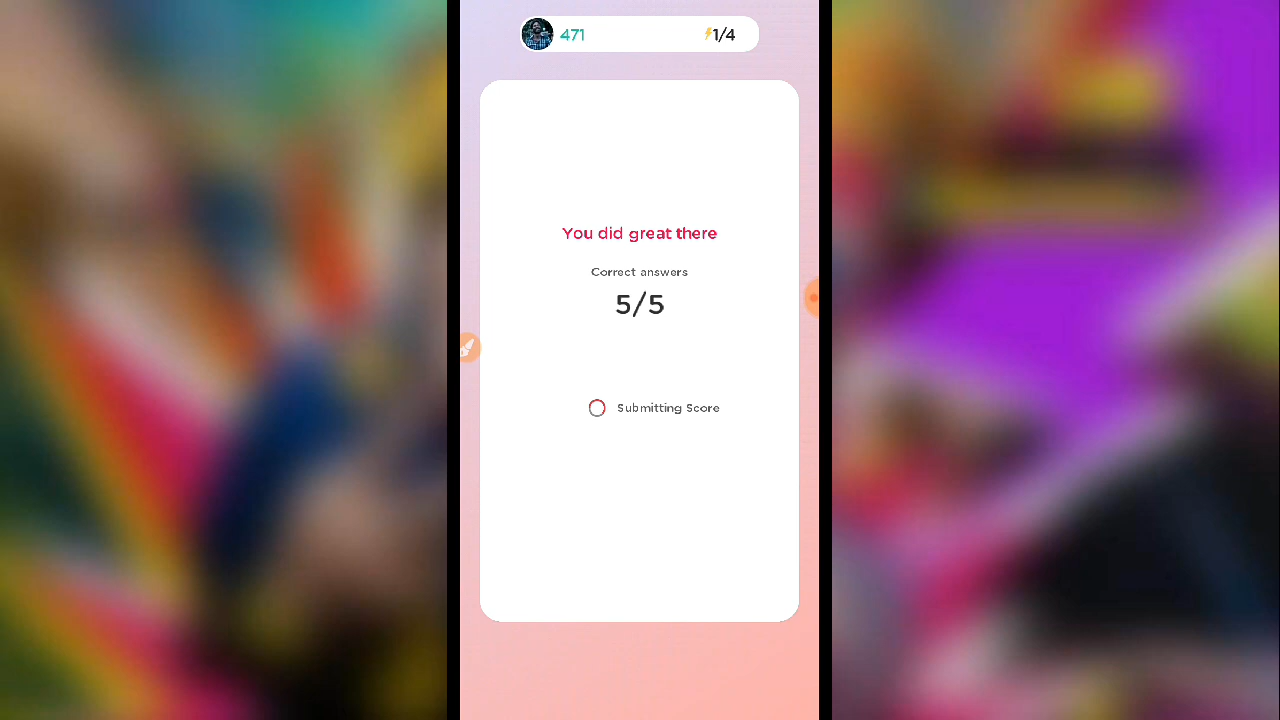 471 1/4
You did great there
Correct answers
5/5
Submitting Score